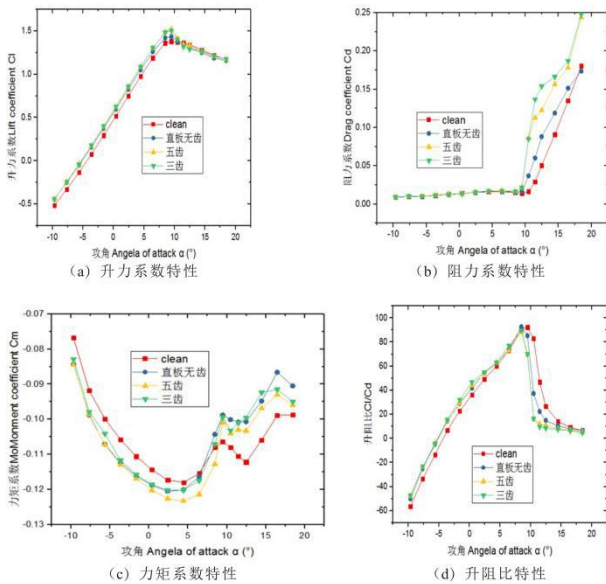 1.5
1.0
0.5
0.0
-0.5
升力系数Lift coefficient Cl
clean
直板无齿
五齿
三齿
-10 -5 0 5 10 15 20
攻角 Angela of attack α (°)
(a) 升力系数特性
0.25
0.20
0.15
0.10
0.05
0.00
阻力系数Drag coefficient Cd
clean
直板无齿
五齿
三齿
-10 -5 0 5 10 15 20
攻角 Angela of attack α (°)
(b) 阻力系数特性
-0.07
-0.08
-0.09
-0.10
-0.11
-0.12
-0.13
力矩系数MoMonment coefficient Cm
clean
直板无齿
五齿
三齿
-10 -5 0 5 10 15 20
攻角 Angela of attack α (°)
(c) 力矩系数特性
100
80
60
40
20
0
-20
-40
-60
升阻比Cl/Cd
clean
直板无齿
五齿
三齿
-10 -5 0 5 10 15 20
攻角 Angela of attack α (°)
(d) 升阻比特性